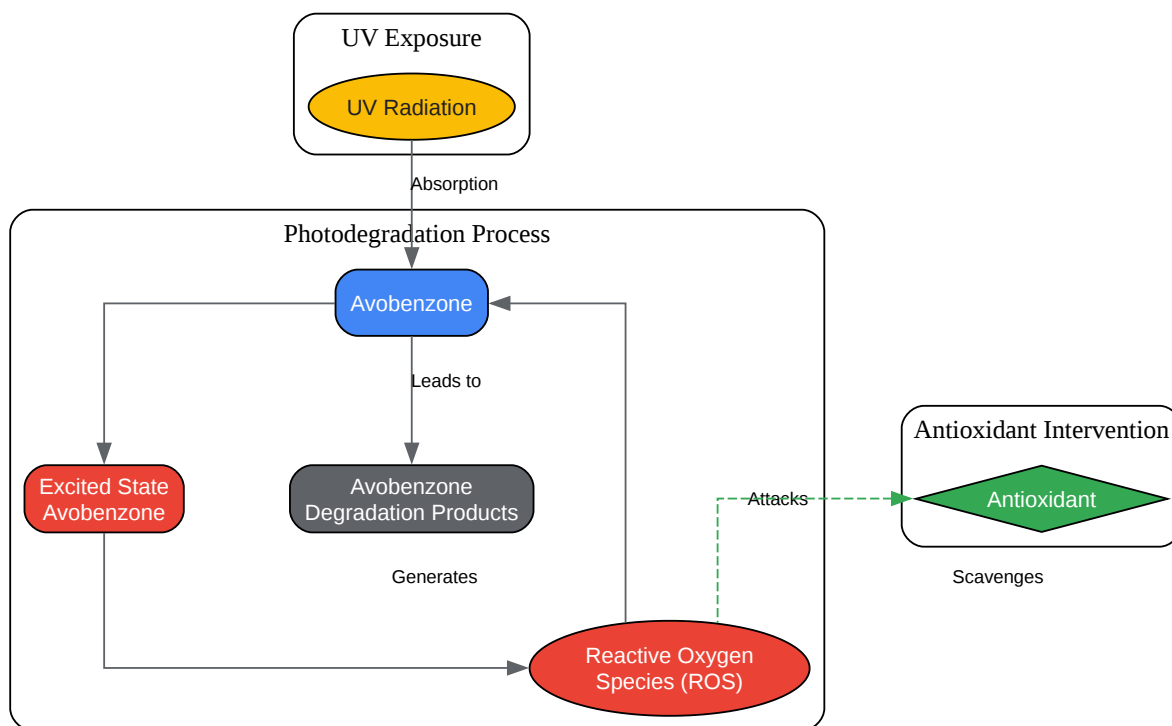 UV Exposure
UV Radiation
Absorption
Photodegradation Process
Avobenzone
Leads to
Antioxidant Intervention
Excited State
Avobenzone
Avobenzone
Degradation Products
Attacks
Antioxidant
Generates
Scavenges
Reactive Oxygen
Species (ROS)